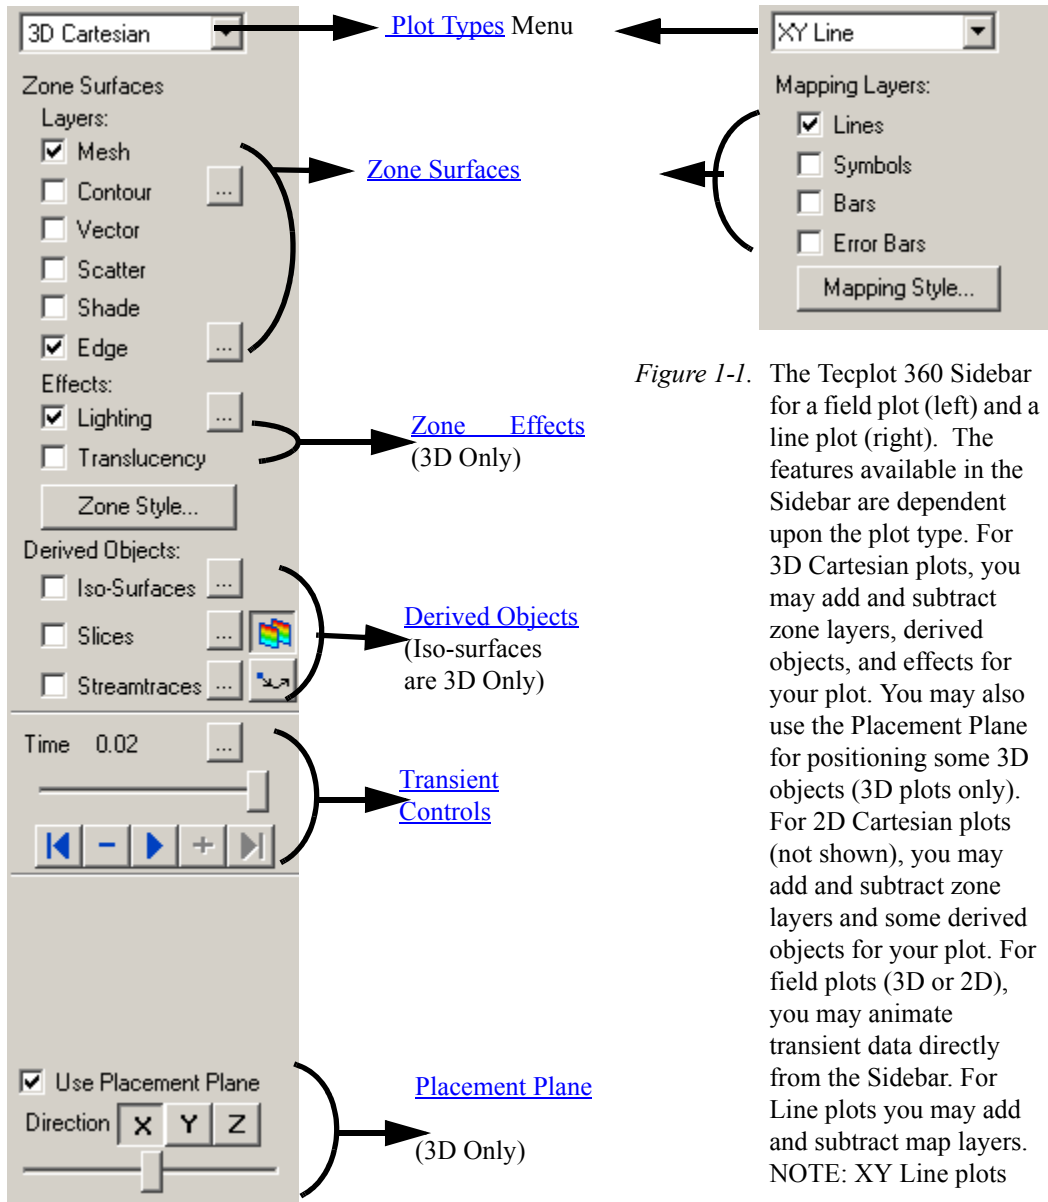 3D Cartesian
Zone Surfaces
Layers:
Mesh
Contour
...
Vector
Scatter
Shade
Edge
...
Effects:
Lighting
...
Translucency
Zone Style...
Derived Objects:
Iso-Surfaces
...
Slices
...
Streamtraces
...
Time 0.02
...
Use Placement Plane
Direction X Y Z
Plot Types Menu
Zone Surfaces
Zone Effects
(3D Only)
Derived Objects
(Iso-surfaces
are 3D Only)
Transient
Controls
Placement Plane
(3D Only)
XY Line
Mapping Layers:
Lines
Symbols
Bars
Error Bars
Mapping Style...
Figure 1-1. The Tecplot 360 Sidebar
for a field plot (left) and a
line plot (right). The
features available in the
Sidebar are dependent
upon the plot type. For
3D Cartesian plots, you
may add and subtract
zone layers, derived
objects, and effects for
your plot. You may also
use the Placement Plane
for positioning some 3D
objects (3D plots only).
For 2D Cartesian plots
(not shown), you may
add and subtract zone
layers and some derived
objects for your plot. For
field plots (3D or 2D),
you may animate
transient data directly
from the Sidebar. For
Line plots you may add
and subtract map layers.
NOTE: XY Line plots